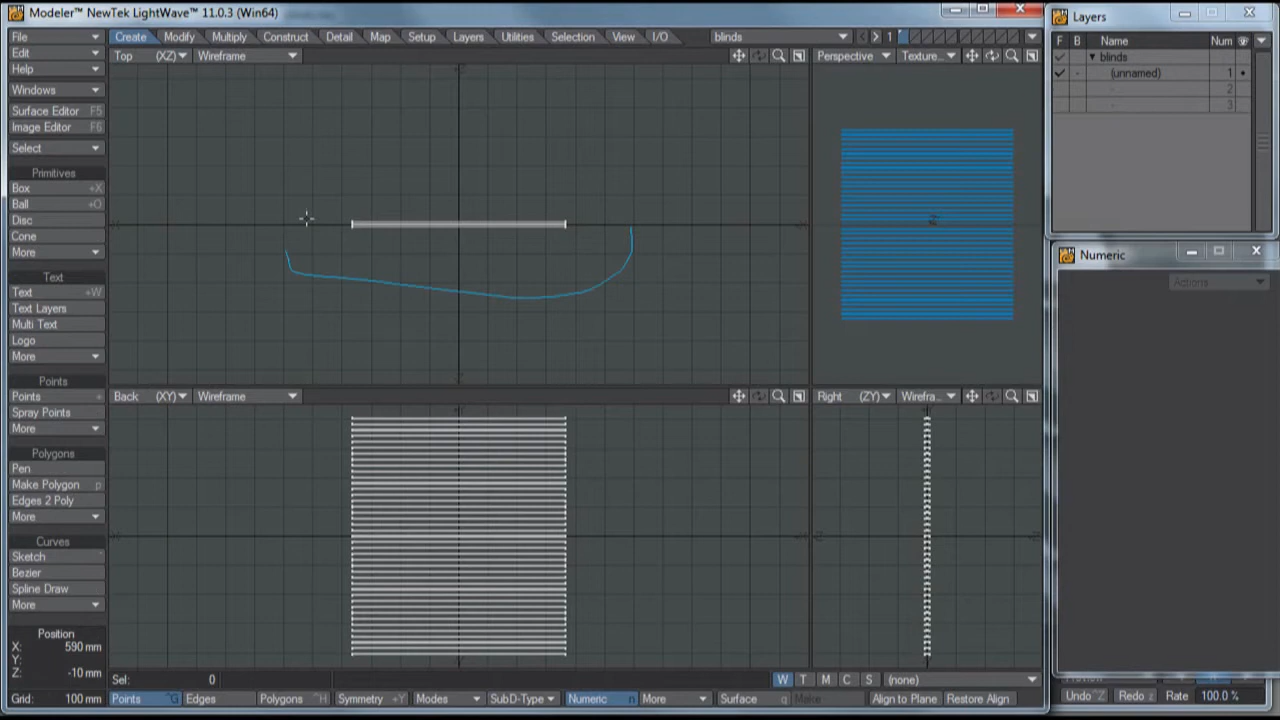 Modeler™ NewTek LightWave™ 11.0.3 (Win64)
File
Edit
Help
Windows
Surface Editor F5
Image Editor F6
Select
Primitives
Box +X
Ball +O
Disc
Cone
More
Text
Text +W
Text Layers
Multi Text
Logo
More
Points
Points +
Spray Points
More
Polygons
Pen
Make Polygon p
Edges 2 Poly
More
Curves
Sketch
Bezier
Spline Draw
More
Position
X: 590 mm
Y:
Z: -10 mm
Grid: 100 mm
Create Modify Multiply Construct Detail Map Setup Layers Utilities Selection View I/O blinds 1
Top (XZ) Wireframe
Perspective Texture...
Back (XY) Wireframe
Right (ZY) Wirefra...
Sel: 0 W T M C S (none)
Points ^G Edges Polygons ^H Symmetry +Y Modes SubD-Type Numeric n More Surface q Make Align to Plane Restore Align
Layers
F B Name Num
blinds
(unnamed) 1
2
3
Numeric
Actions
Undo ^Z Redo z Rate 100.0 %